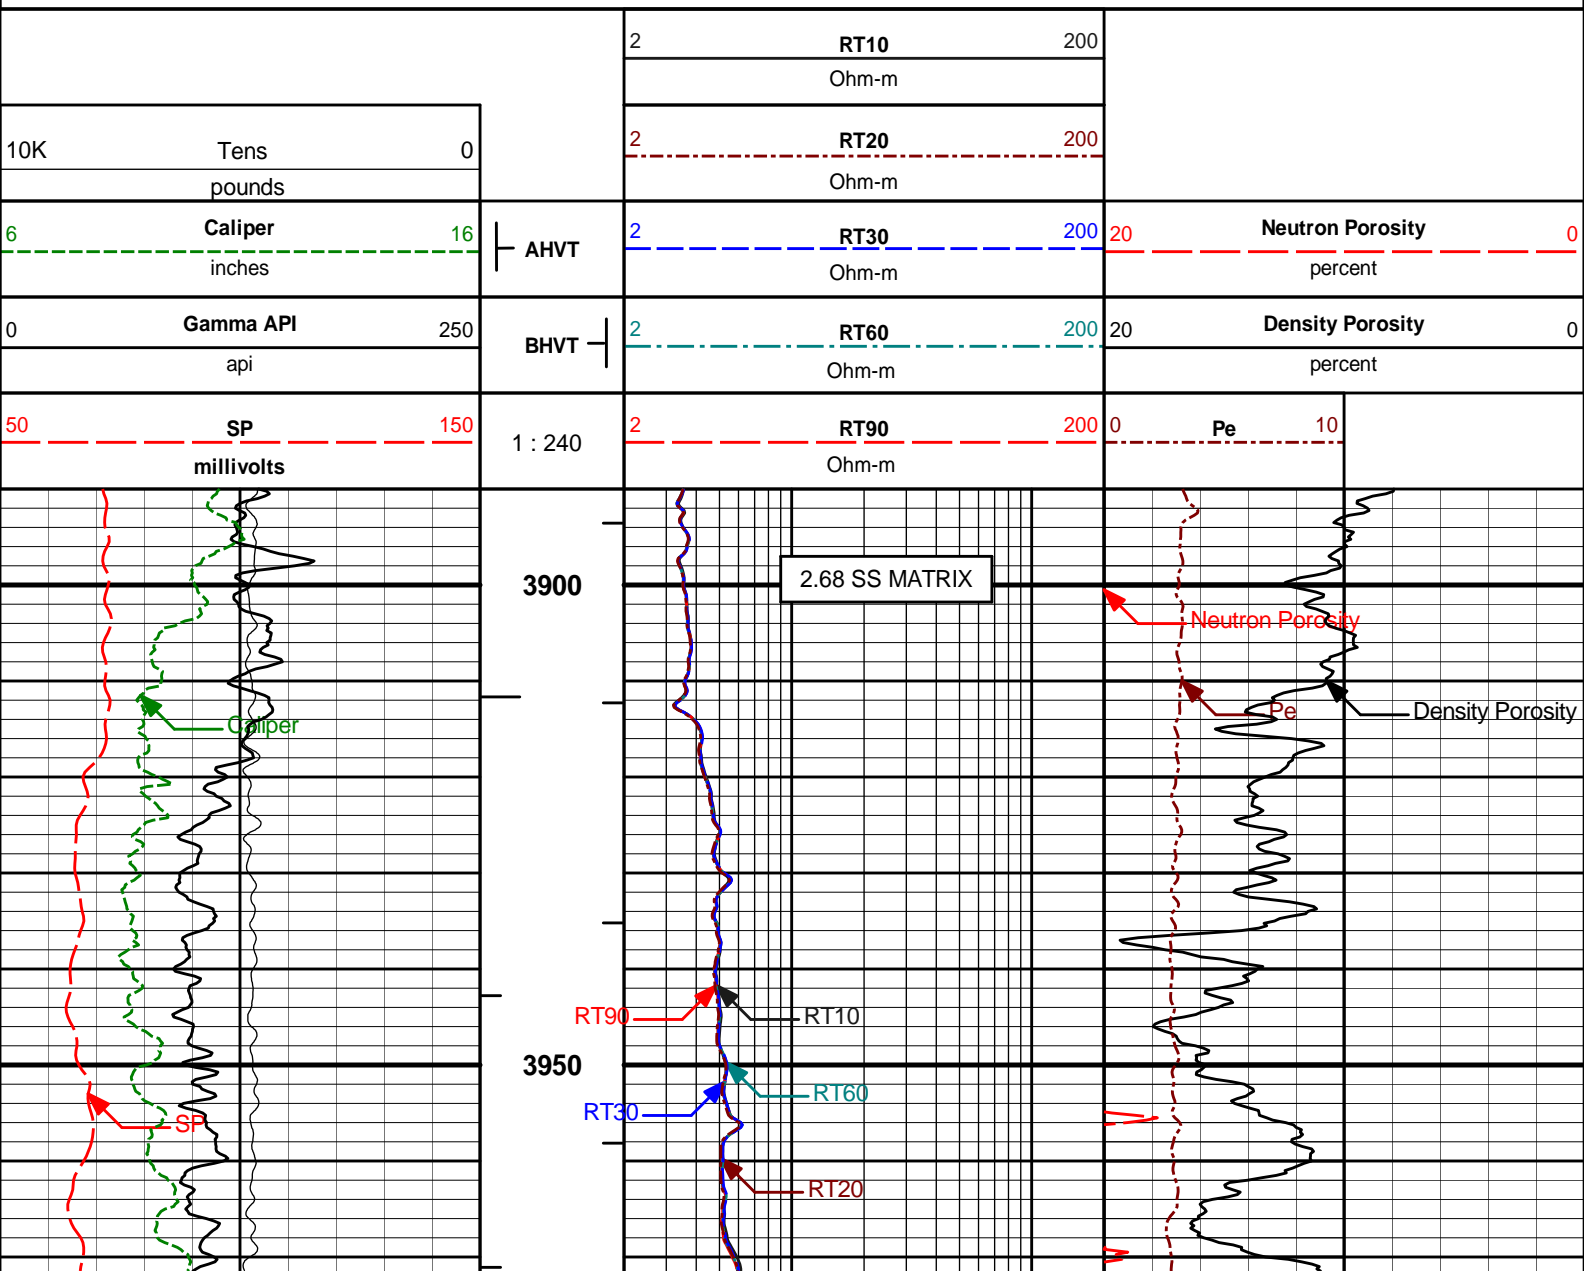 2 RT10 200
Ohm-m
2 RT20 200
Ohm-m
10K Tens 0
pounds
6 Caliper 16
inches
AHVT
2 RT30 200
Ohm-m
20 Neutron Porosity 0
percent
0 Gamma API 250
api
BHVT
2 RT60 200
Ohm-m
20 Density Porosity 0
percent
50 SP 150
millivolts
1 : 240
2 RT90 200
Ohm-m
0 Pe 10
3900
2.68 SS MATRIX
Neutron Porosity
Caliper
Pe
Density Porosity
RT90
RT10
3950
RT60
RT30
SP
RT20